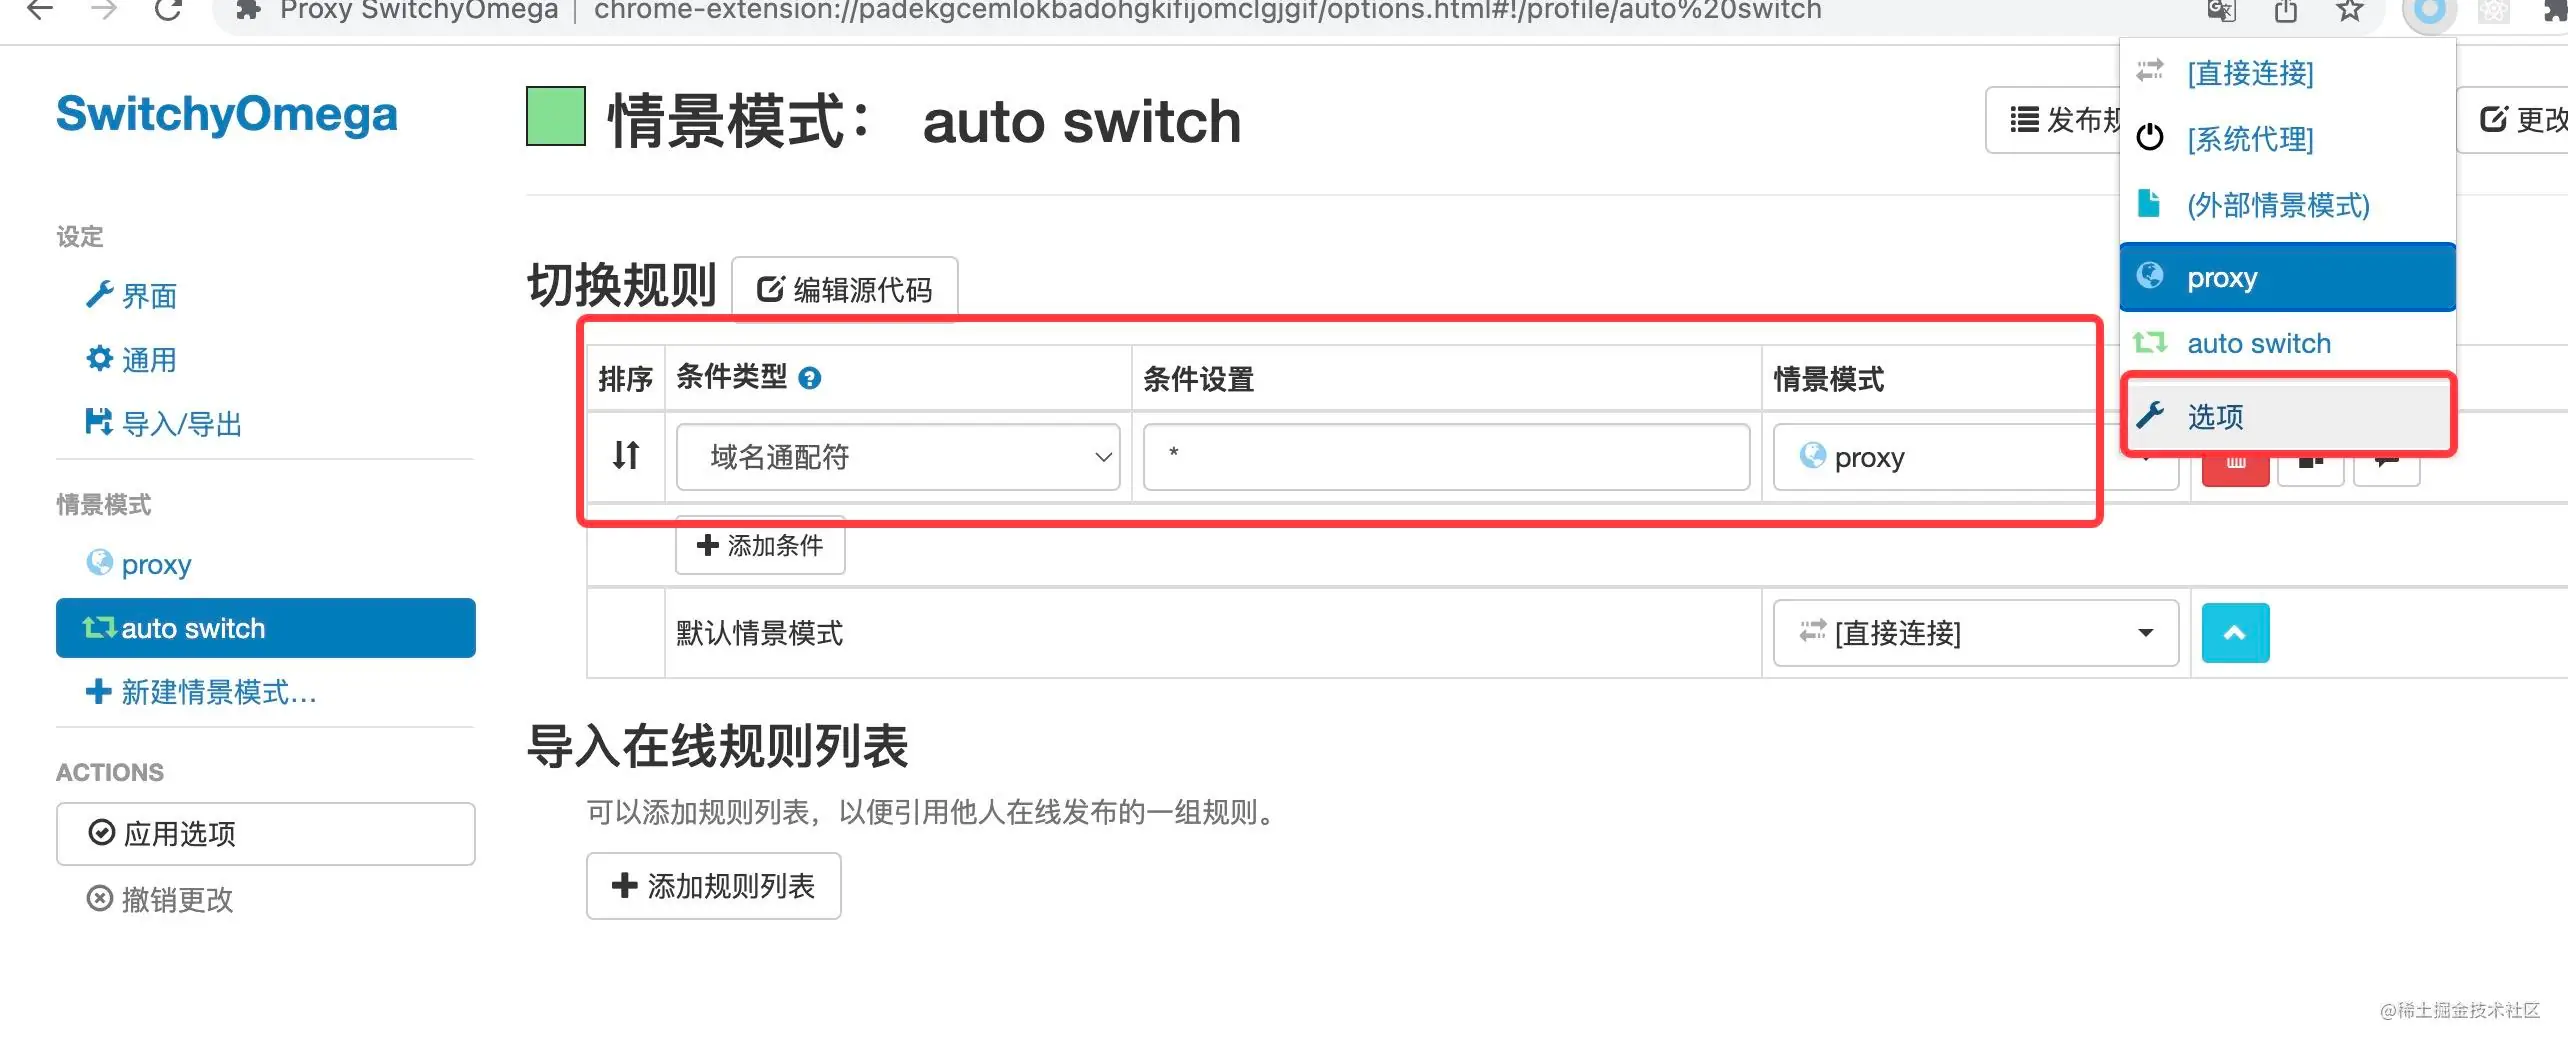 Proxy SwitchyOmega | chrome-extension://padekgcemlokbadohgkifijomclgjgif/options.html#!/profile/auto%20switch
SwitchyOmega
设定
界面
通用
导入/导出
情景模式
proxy
auto switch
新建情景模式...
ACTIONS
应用选项
撤销更改
情景模式： auto switch
发布规
更改
切换规则
编辑源代码
排序
条件类型
条件设置
情景模式
域名通配符
*
proxy
添加条件
默认情景模式
[直接连接]
导入在线规则列表
可以添加规则列表，以便引用他人在线发布的一组规则。
添加规则列表
[直接连接]
[系统代理]
(外部情景模式)
proxy
auto switch
选项
@稀土掘金技术社区